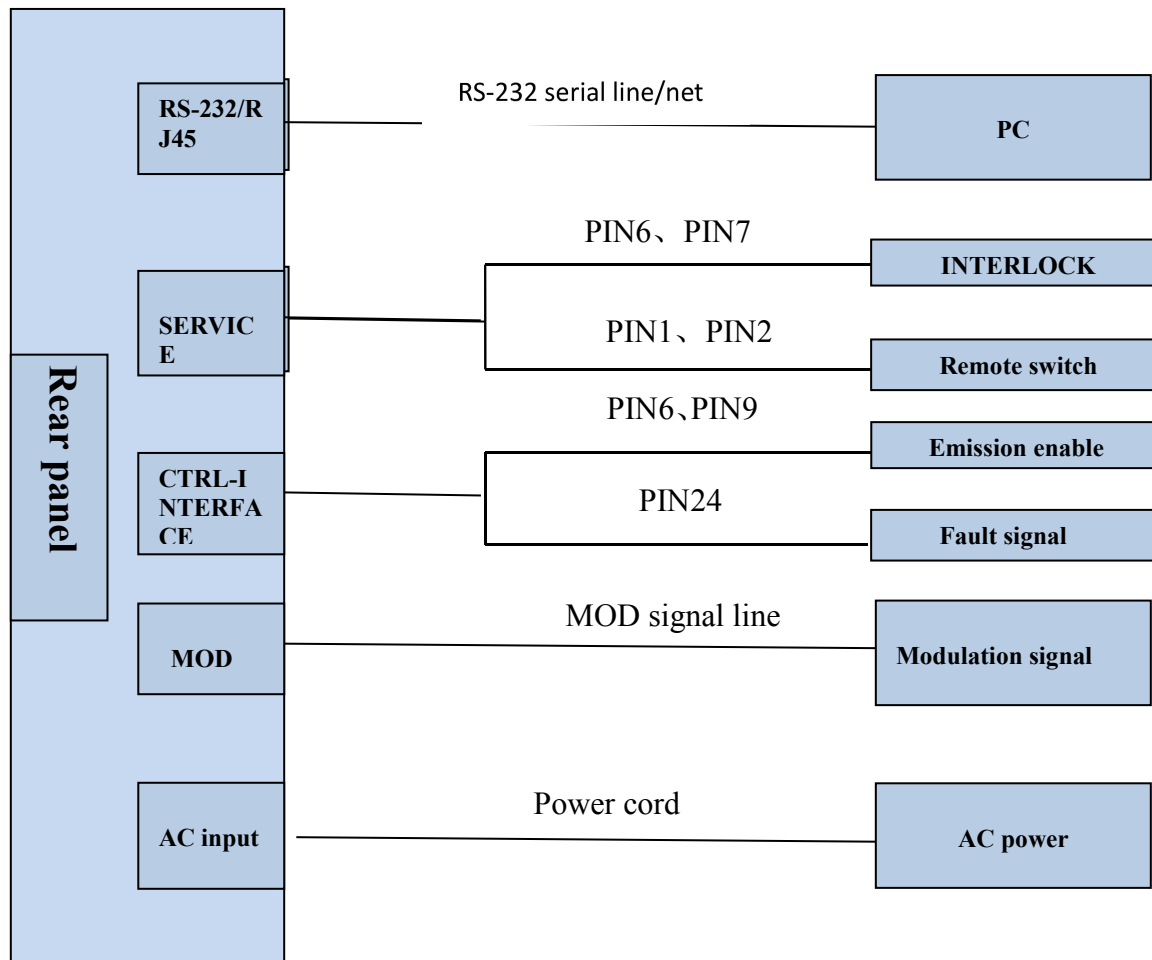 RS-232 serial line/net
RS-232/R
J45
PC
PIN6、PIN7
INTERLOCK
SERVIC
E
PIN1、PIN2
Remote switch
Rear panel
PIN6、PIN9
Emission enable
CTRL-I
NTERFA
CE
PIN24
Fault signal
MOD signal line
MOD
Modulation signal
Power cord
AC input
AC power